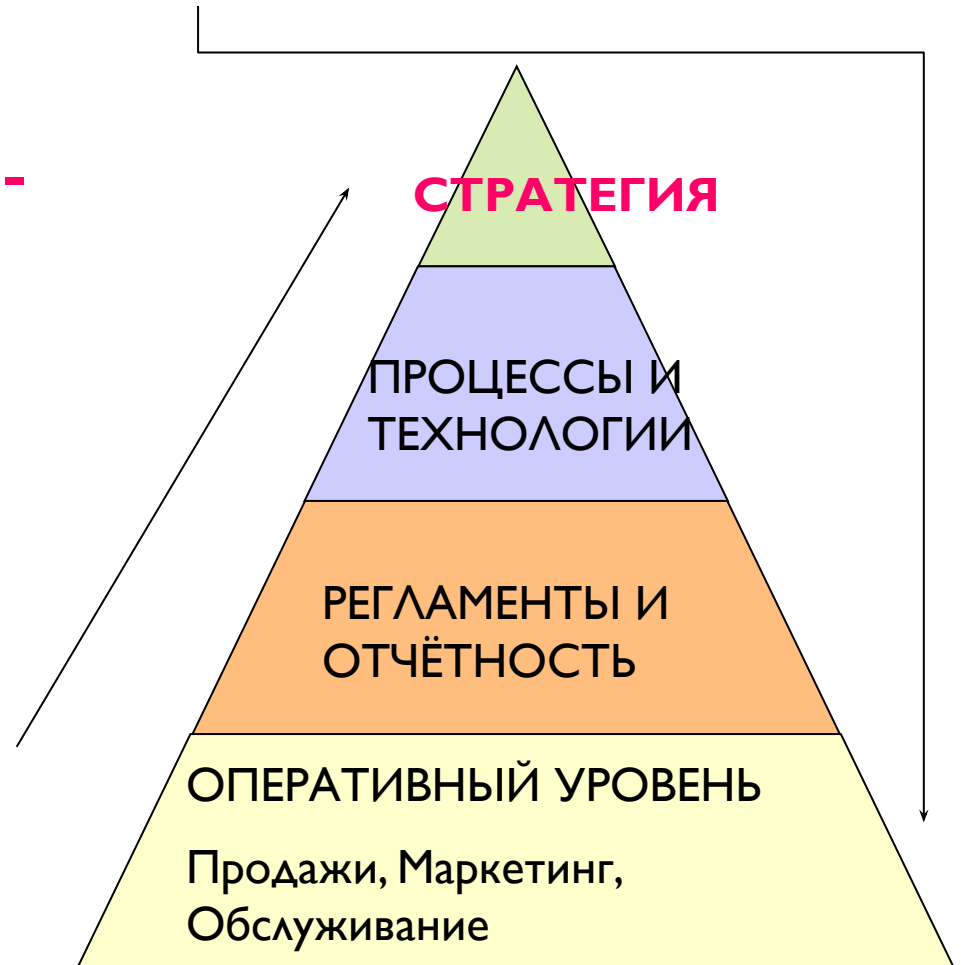 -
СТРАТЕГИЯ
ПРОЦЕССЫ И
ТЕХНОЛОГИИ
РЕГЛАМЕНТЫ И
ОТЧЁТНОСТЬ
ОПЕРАТИВНЫЙ УРОВЕНЬ
Продажи, Маркетинг,
Обслуживание